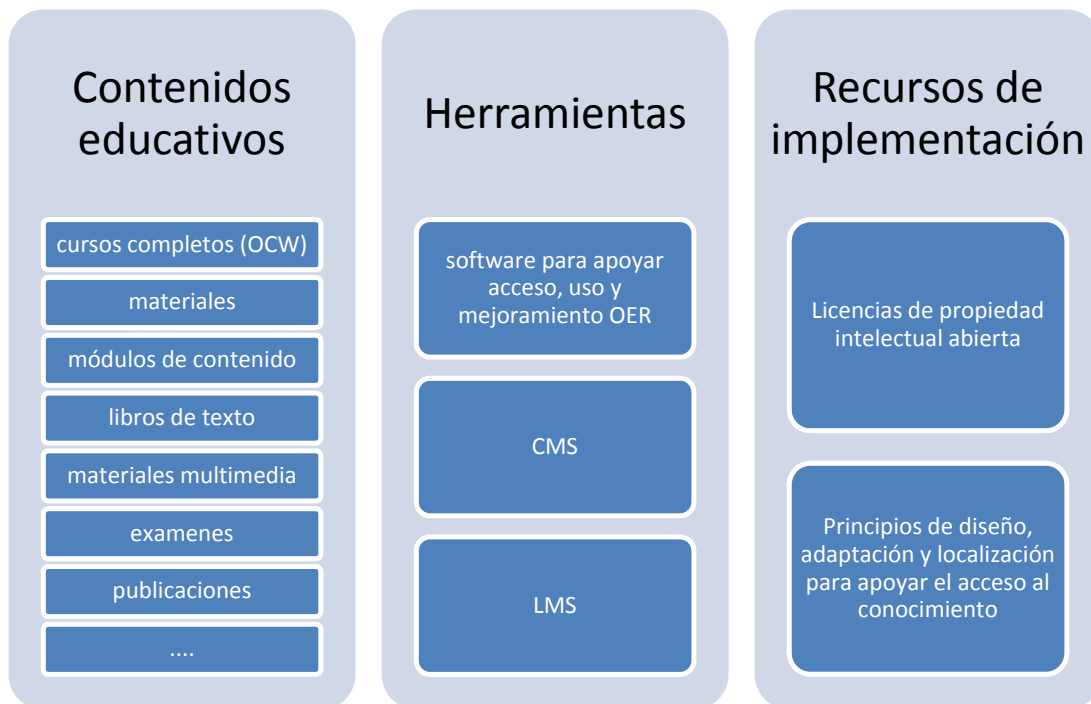 Contenidos
educativos
cursos completos (OCW)
materiales
módulos de contenido
libros de texto
materiales multimedia
examenes
publicaciones
....
Herramientas
software para apoyar
acceso, uso y
mejoramiento OER
CMS
LMS
Recursos de
implementación
Licencias de propiedad
intelectual abierta
Principios de diseño,
adaptación y localización
para apoyar el acceso al
conocimiento